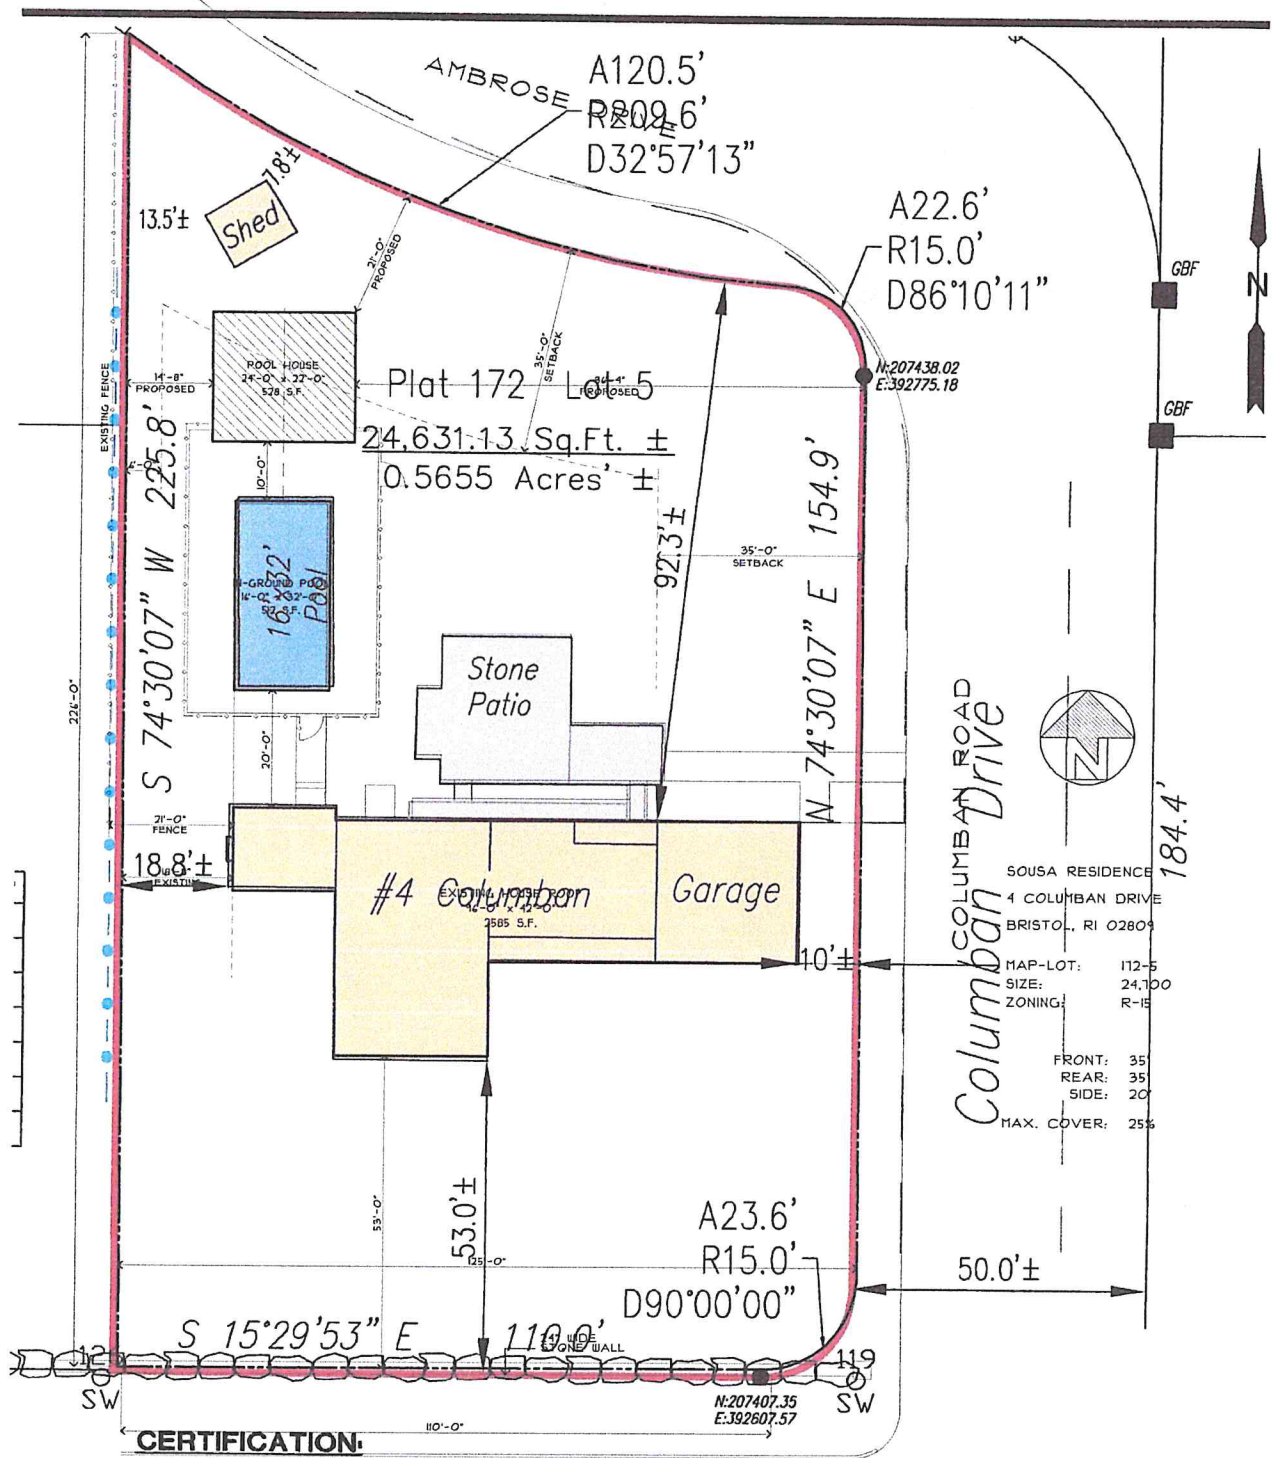 AMBROSE DRIVE
A120.5'
R209.6'
D32°57'13"
A22.6'
R15.0'
D86°10'11"
GBF
N
GBF
N:207438.02
E:392775.18
7.8'±
13.5'±
Shed
21'-0"
PROPOSED
35'-0"
SETBACK
POOL HOUSE
24'-0" x 22'-0"
528 S.F.
14'-8"
PROPOSED
PROPOSED
EXISTING FENCE
Plat 172 Lot 5
24,631.13 Sq.Ft. ±
0.5655 Acres' ±
S 74°30'07" W 225.8'
10'-0"
16'x32'
Pool
IN-GROUND POOL
16'-0" x 32'-0"
512 S.F.
92.3'±
35'-0"
SETBACK
N 74°30'07" E 154.9'
226'-0"
20'-0"
Stone
Patio
21'-0"
FENCE
18.8'±
EXISTING
#4 Columban
EXISTING HOUSE ROOF
2585 S.F.
Garage
10'±
COLUMBAN ROAD
Columban Drive
N
184.4'
SOUSA RESIDENCE
4 COLUMBAN DRIVE
BRISTOL, RI 02809
MAP-LOT: 172-5
SIZE: 24,700
ZONING: R-15
FRONT: 35'
REAR: 35'
SIDE: 20'
MAX. COVER: 25%
53'-0"
53.0'±
125'-0"
A23.6'
R15.0'
D90°00'00"
50.0'±
S 15°29'53" E 110.0'
24" WIDE
STONE WALL
119
SW
SW
N:207407.35
E:392607.57
110'-0"
CERTIFICATION: